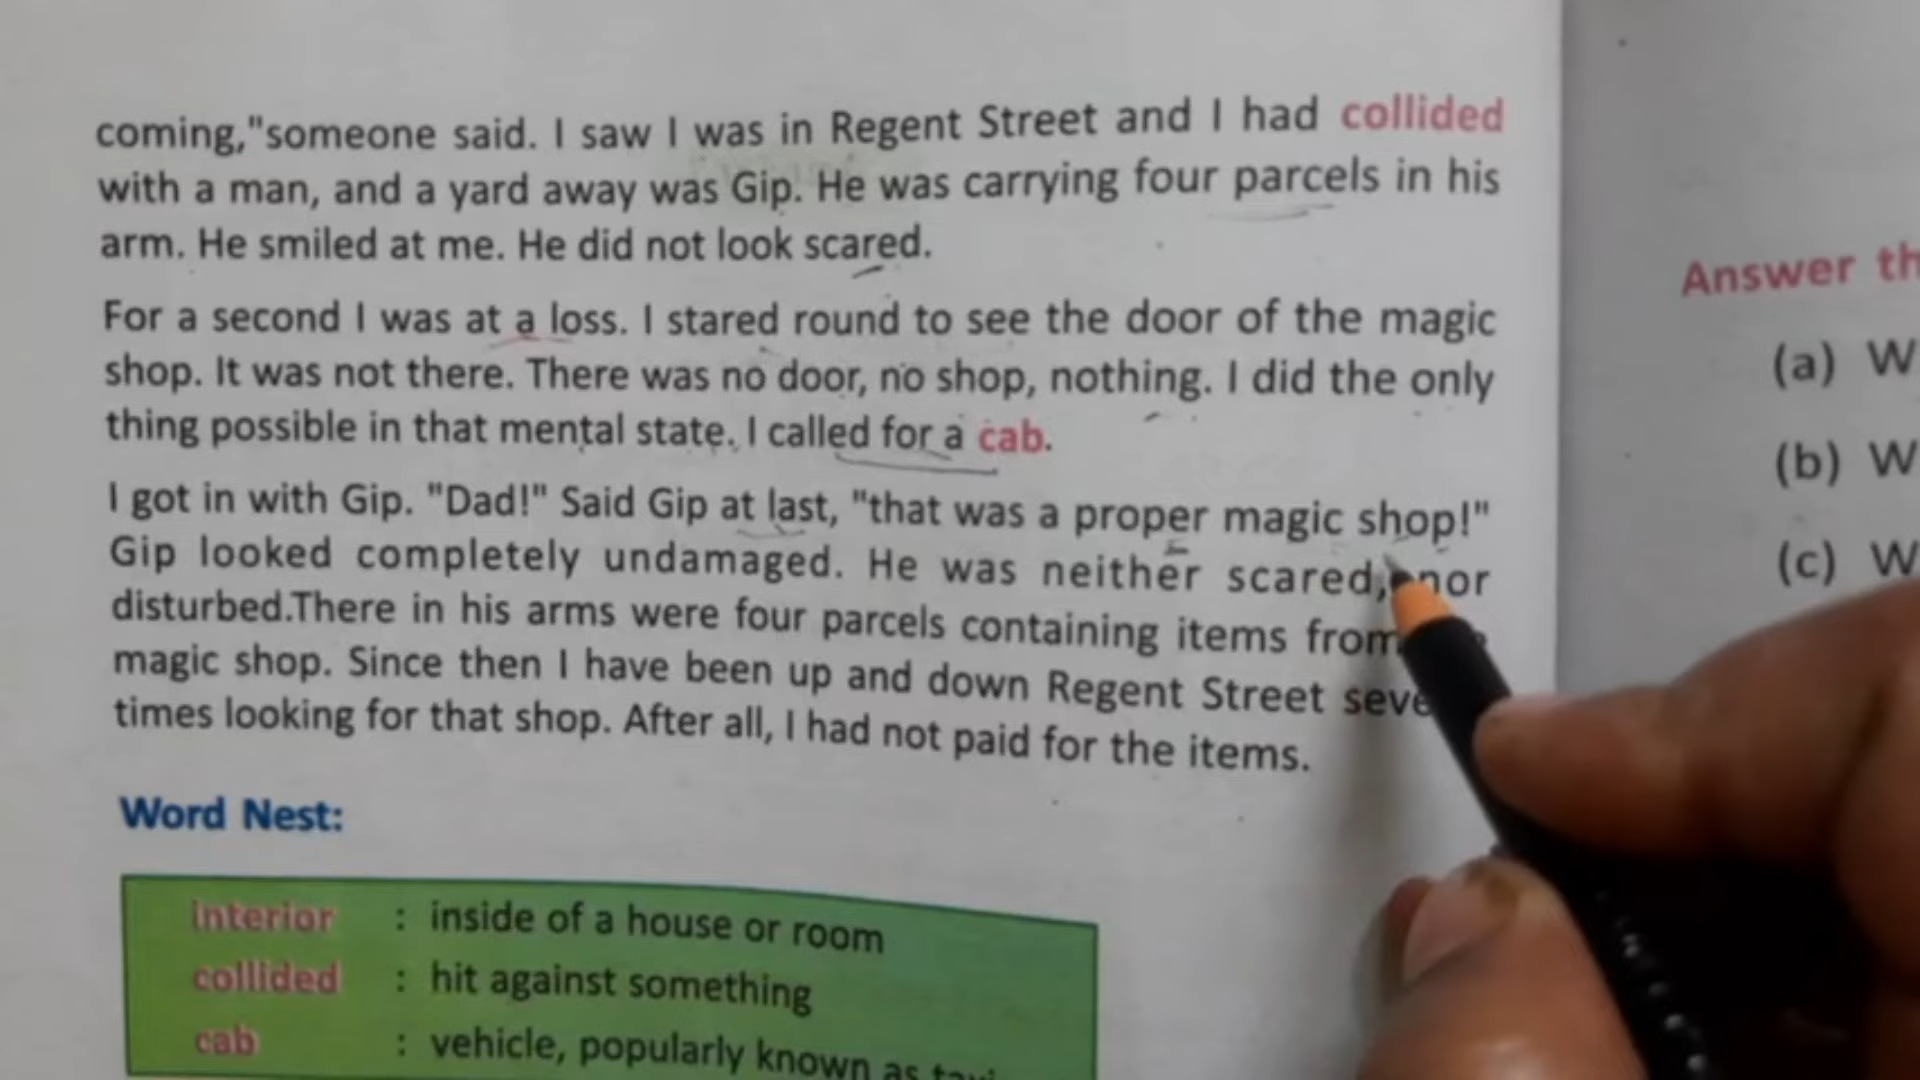 coming,"someone said. I saw I was in Regent Street and I had collided
with a man, and a yard away was Gip. He was carrying four parcels in his
arm. He smiled at me. He did not look scared.
For a second I was at a loss. I stared round to see the door of the magic
shop. It was not there. There was no door, no shop, nothing. I did the only
thing possible in that mental state. I called for a cab.
I got in with Gip. "Dad!" Said Gip at last, "that was a proper magic shop!"
Gip looked completely undamaged. He was neither scared, nor
disturbed.There in his arms were four parcels containing items from
magic shop. Since then I have been up and down Regent Street
times looking for that shop. After all, I had not paid for the items.
Word Nest:
interior : inside of a house or room
collided : hit against something
cab : vehicle, popularly known as
Answer
(a)
(b)
(c)